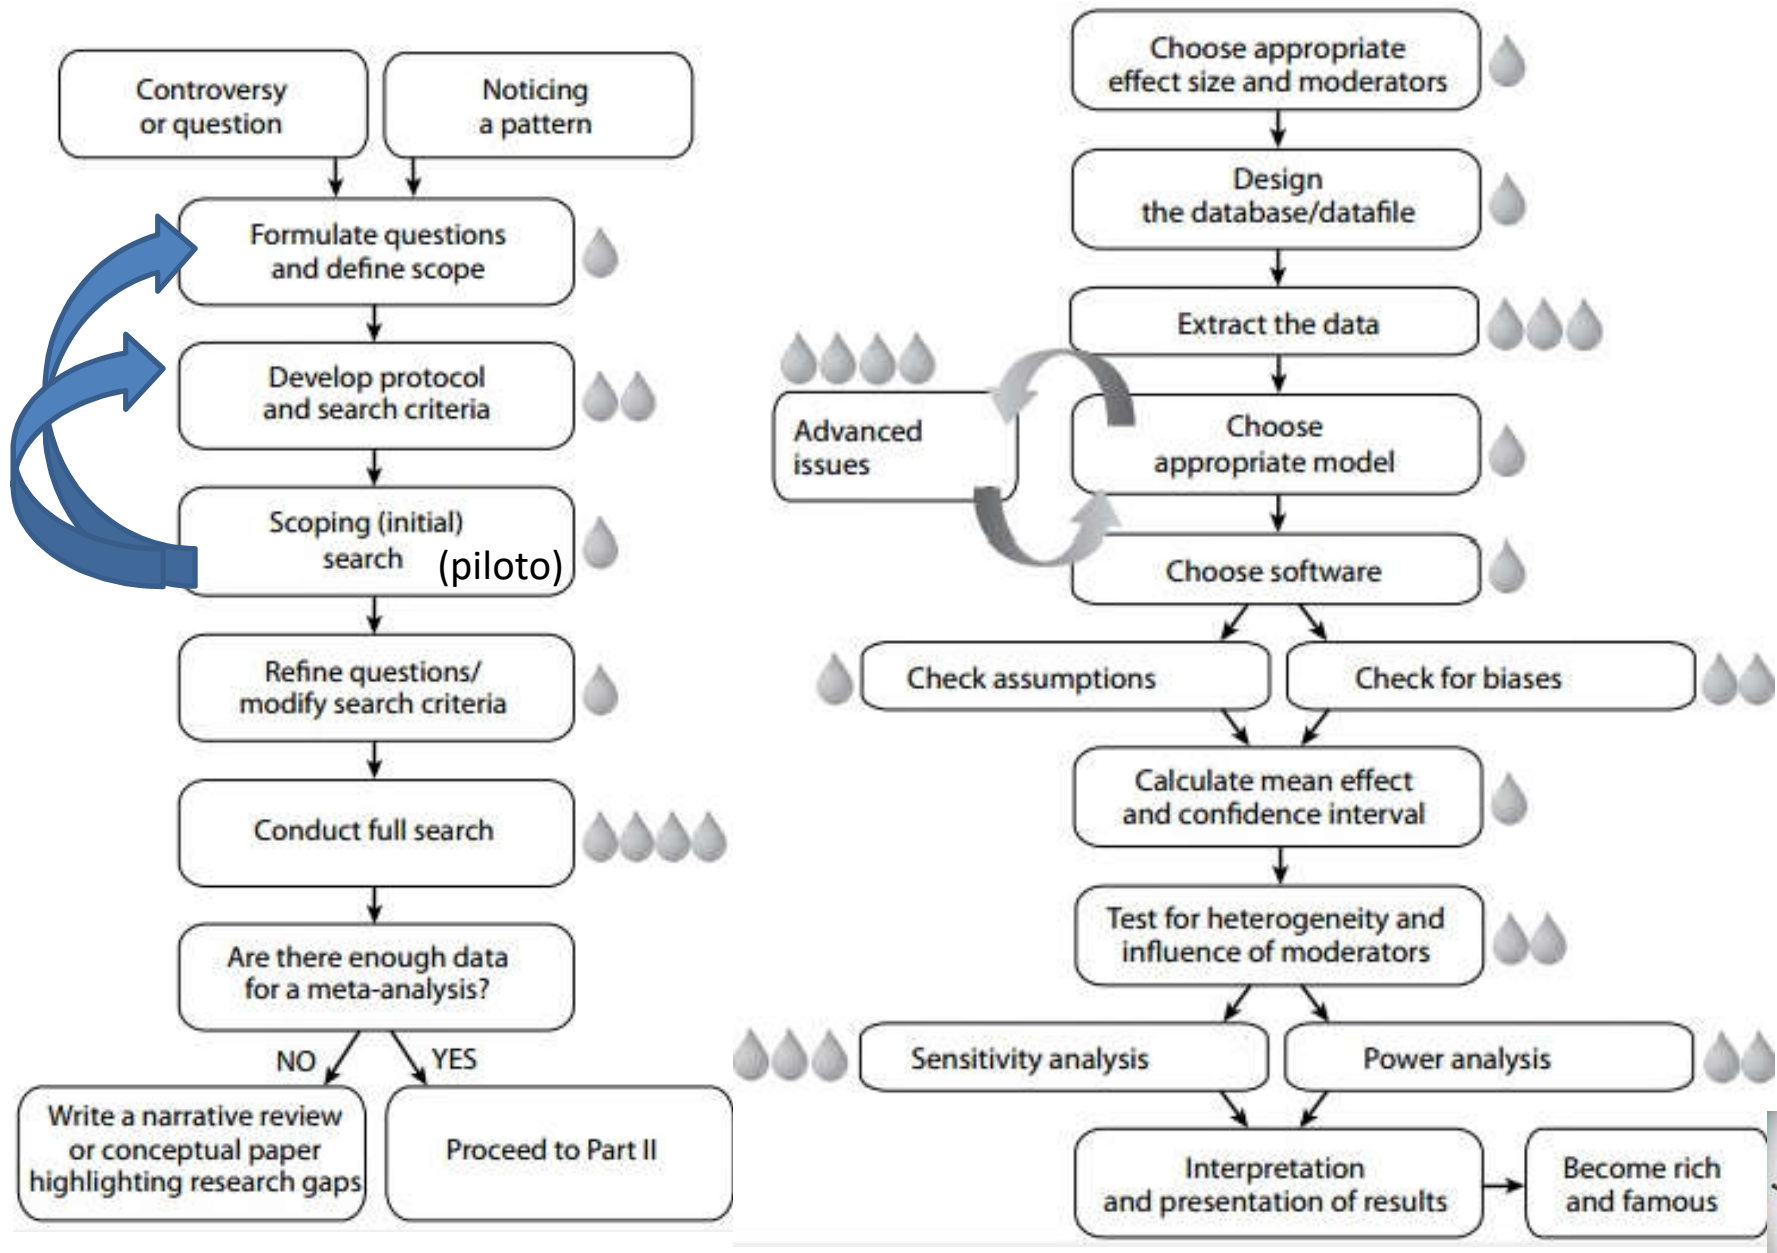 Controversy
or question
Noticing
a pattern
Formulate questions
and define scope
Develop protocol
and search criteria
Scoping (initial)
search
(piloto)
Refine questions/
modify search criteria
Conduct full search
Are there enough data
for a meta-analysis?
NO
YES
Write a narrative review
or conceptual paper
highlighting research gaps
Proceed to Part II
Choose appropriate
effect size and moderators
Design
the database/datafile
Extract the data
Advanced
issues
Choose
appropriate model
Choose software
Check assumptions
Check for biases
Calculate mean effect
and confidence interval
Test for heterogeneity and
influence of moderators
Sensitivity analysis
Power analysis
Interpretation
and presentation of results
Become rich
and famous